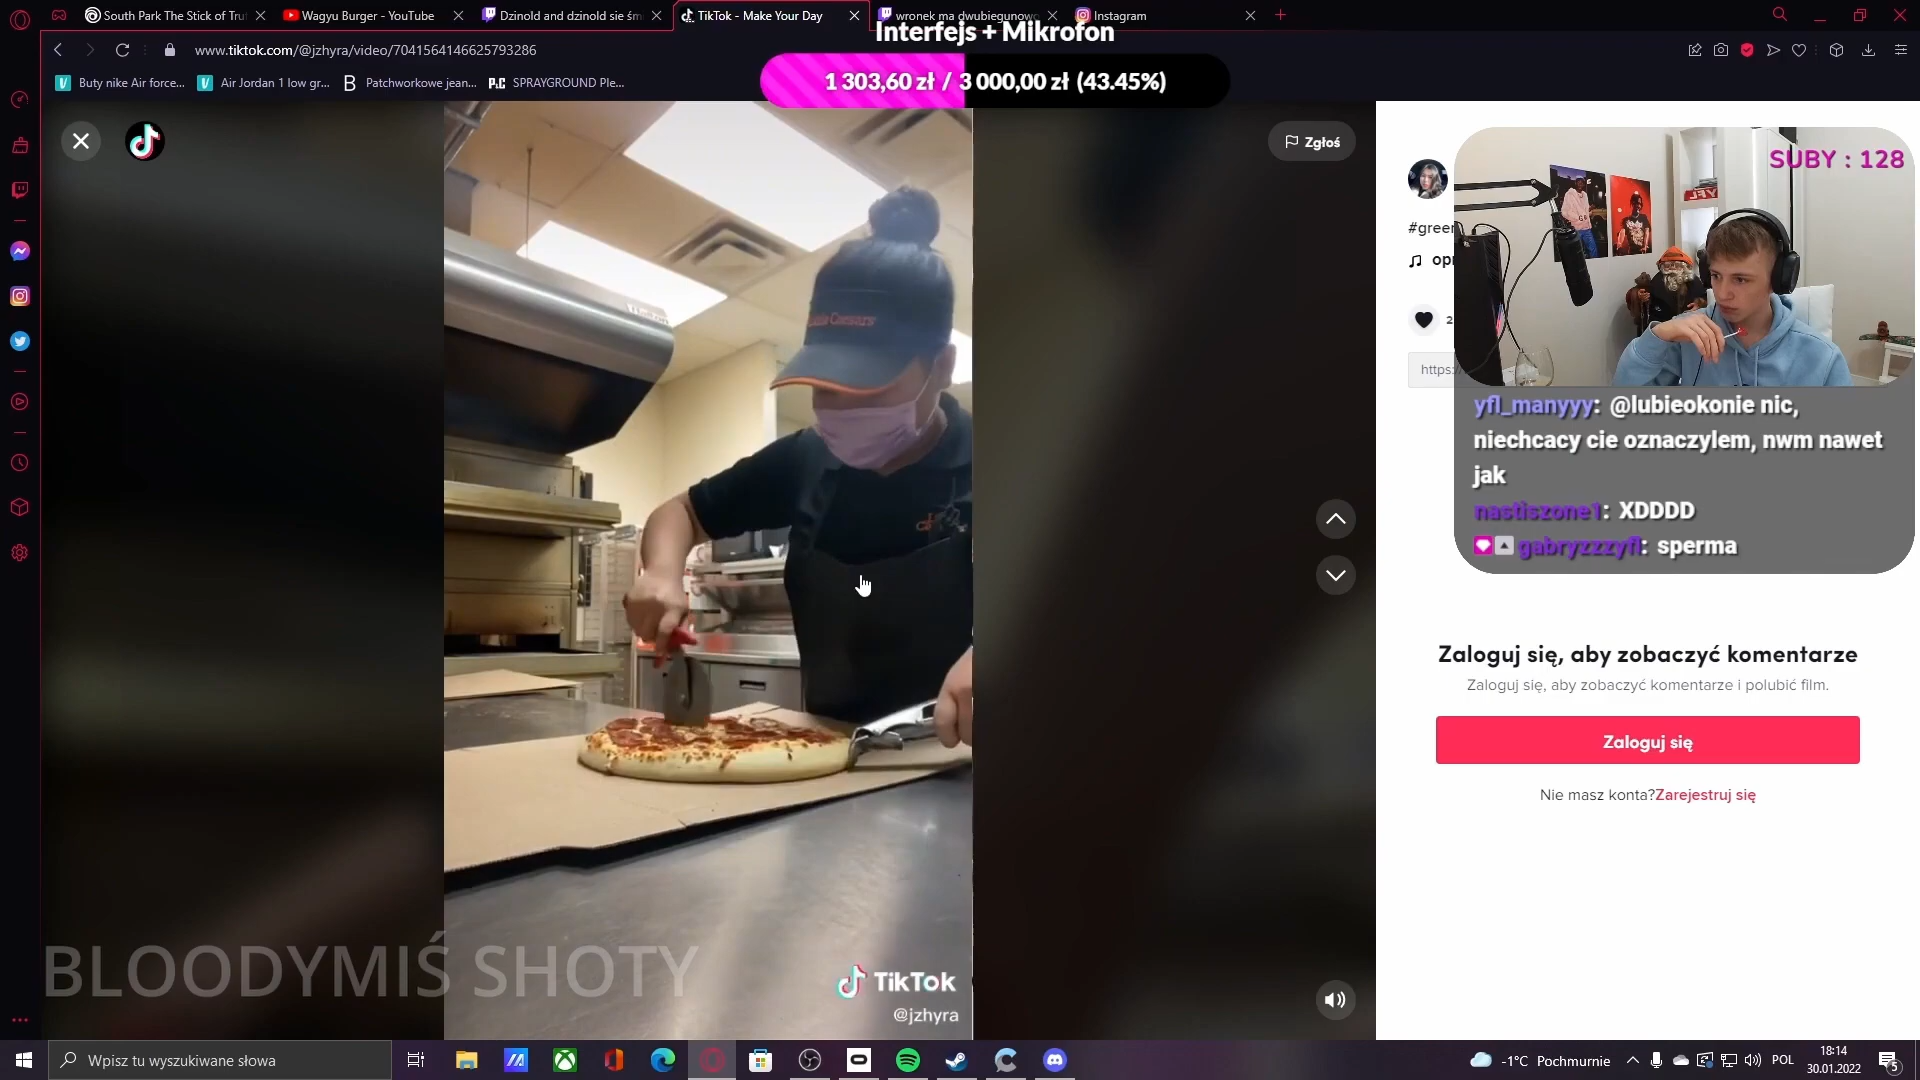 South Park The Stick of Tru
Wagyu Burger - YouTube
Dzinold and dzinold sie śm
TikTok - Make Your Day
wronek ma dwubiegunow
Instagram
www.tiktok.com/@jzhyra/video/7041564146625793286
Interfejs + Mikrofon
1 303,60 zł / 3 000,00 zł (43.45%)
Buty nike Air force...
Air Jordan 1 low gr...
Patchworkowe jean...
SPRAYGROUND Ple...
Zgłoś
SUBY : 128
#green
opr
2
https:/
yfl_manyyy: @lubieokonie nic,
niechcacy cie oznaczylem, nwm nawet
jak
nastiszone1: XDDDD
gabryzzzyfl: sperma
Zaloguj się, aby zobaczyć komentarze
Zaloguj się, aby zobaczyć komentarze i polubić film.
Zaloguj się
Nie masz konta?Zarejestruj się
BLOODYMIŚ SHOTY
TikTok
@jzhyra
Wpisz tu wyszukiwane słowa
-1°C Pochmurnie
POL
18:14
30.01.2022
5